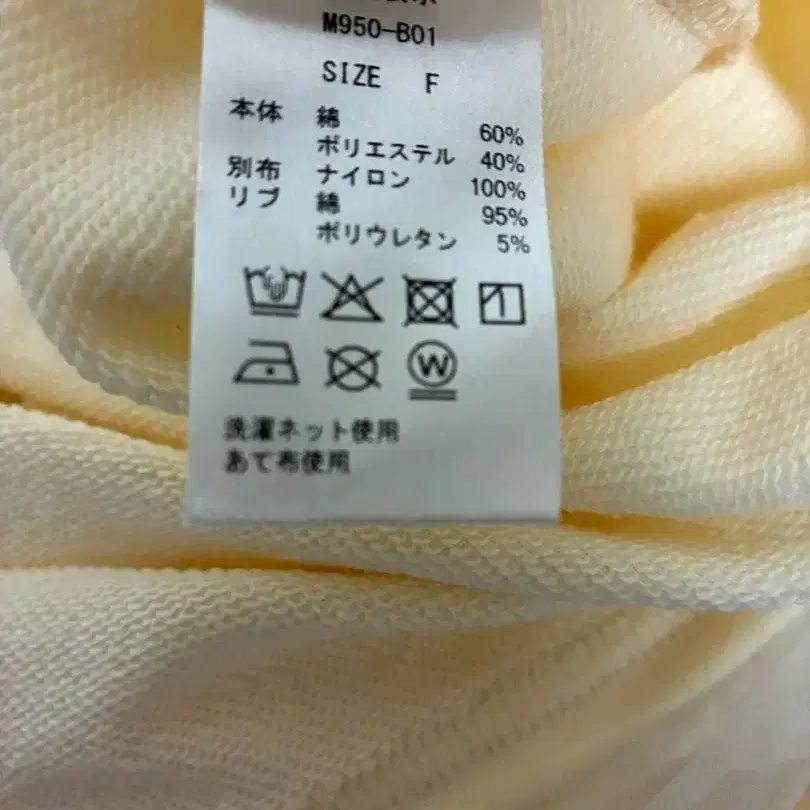 M950-B01
SIZE F
本体 綿 60%
ポリエステル 40%
別布 ナイロン 100%
リブ 綿 95%
ポリウレタン 5%
W
洗濯ネット使用
あて布使用